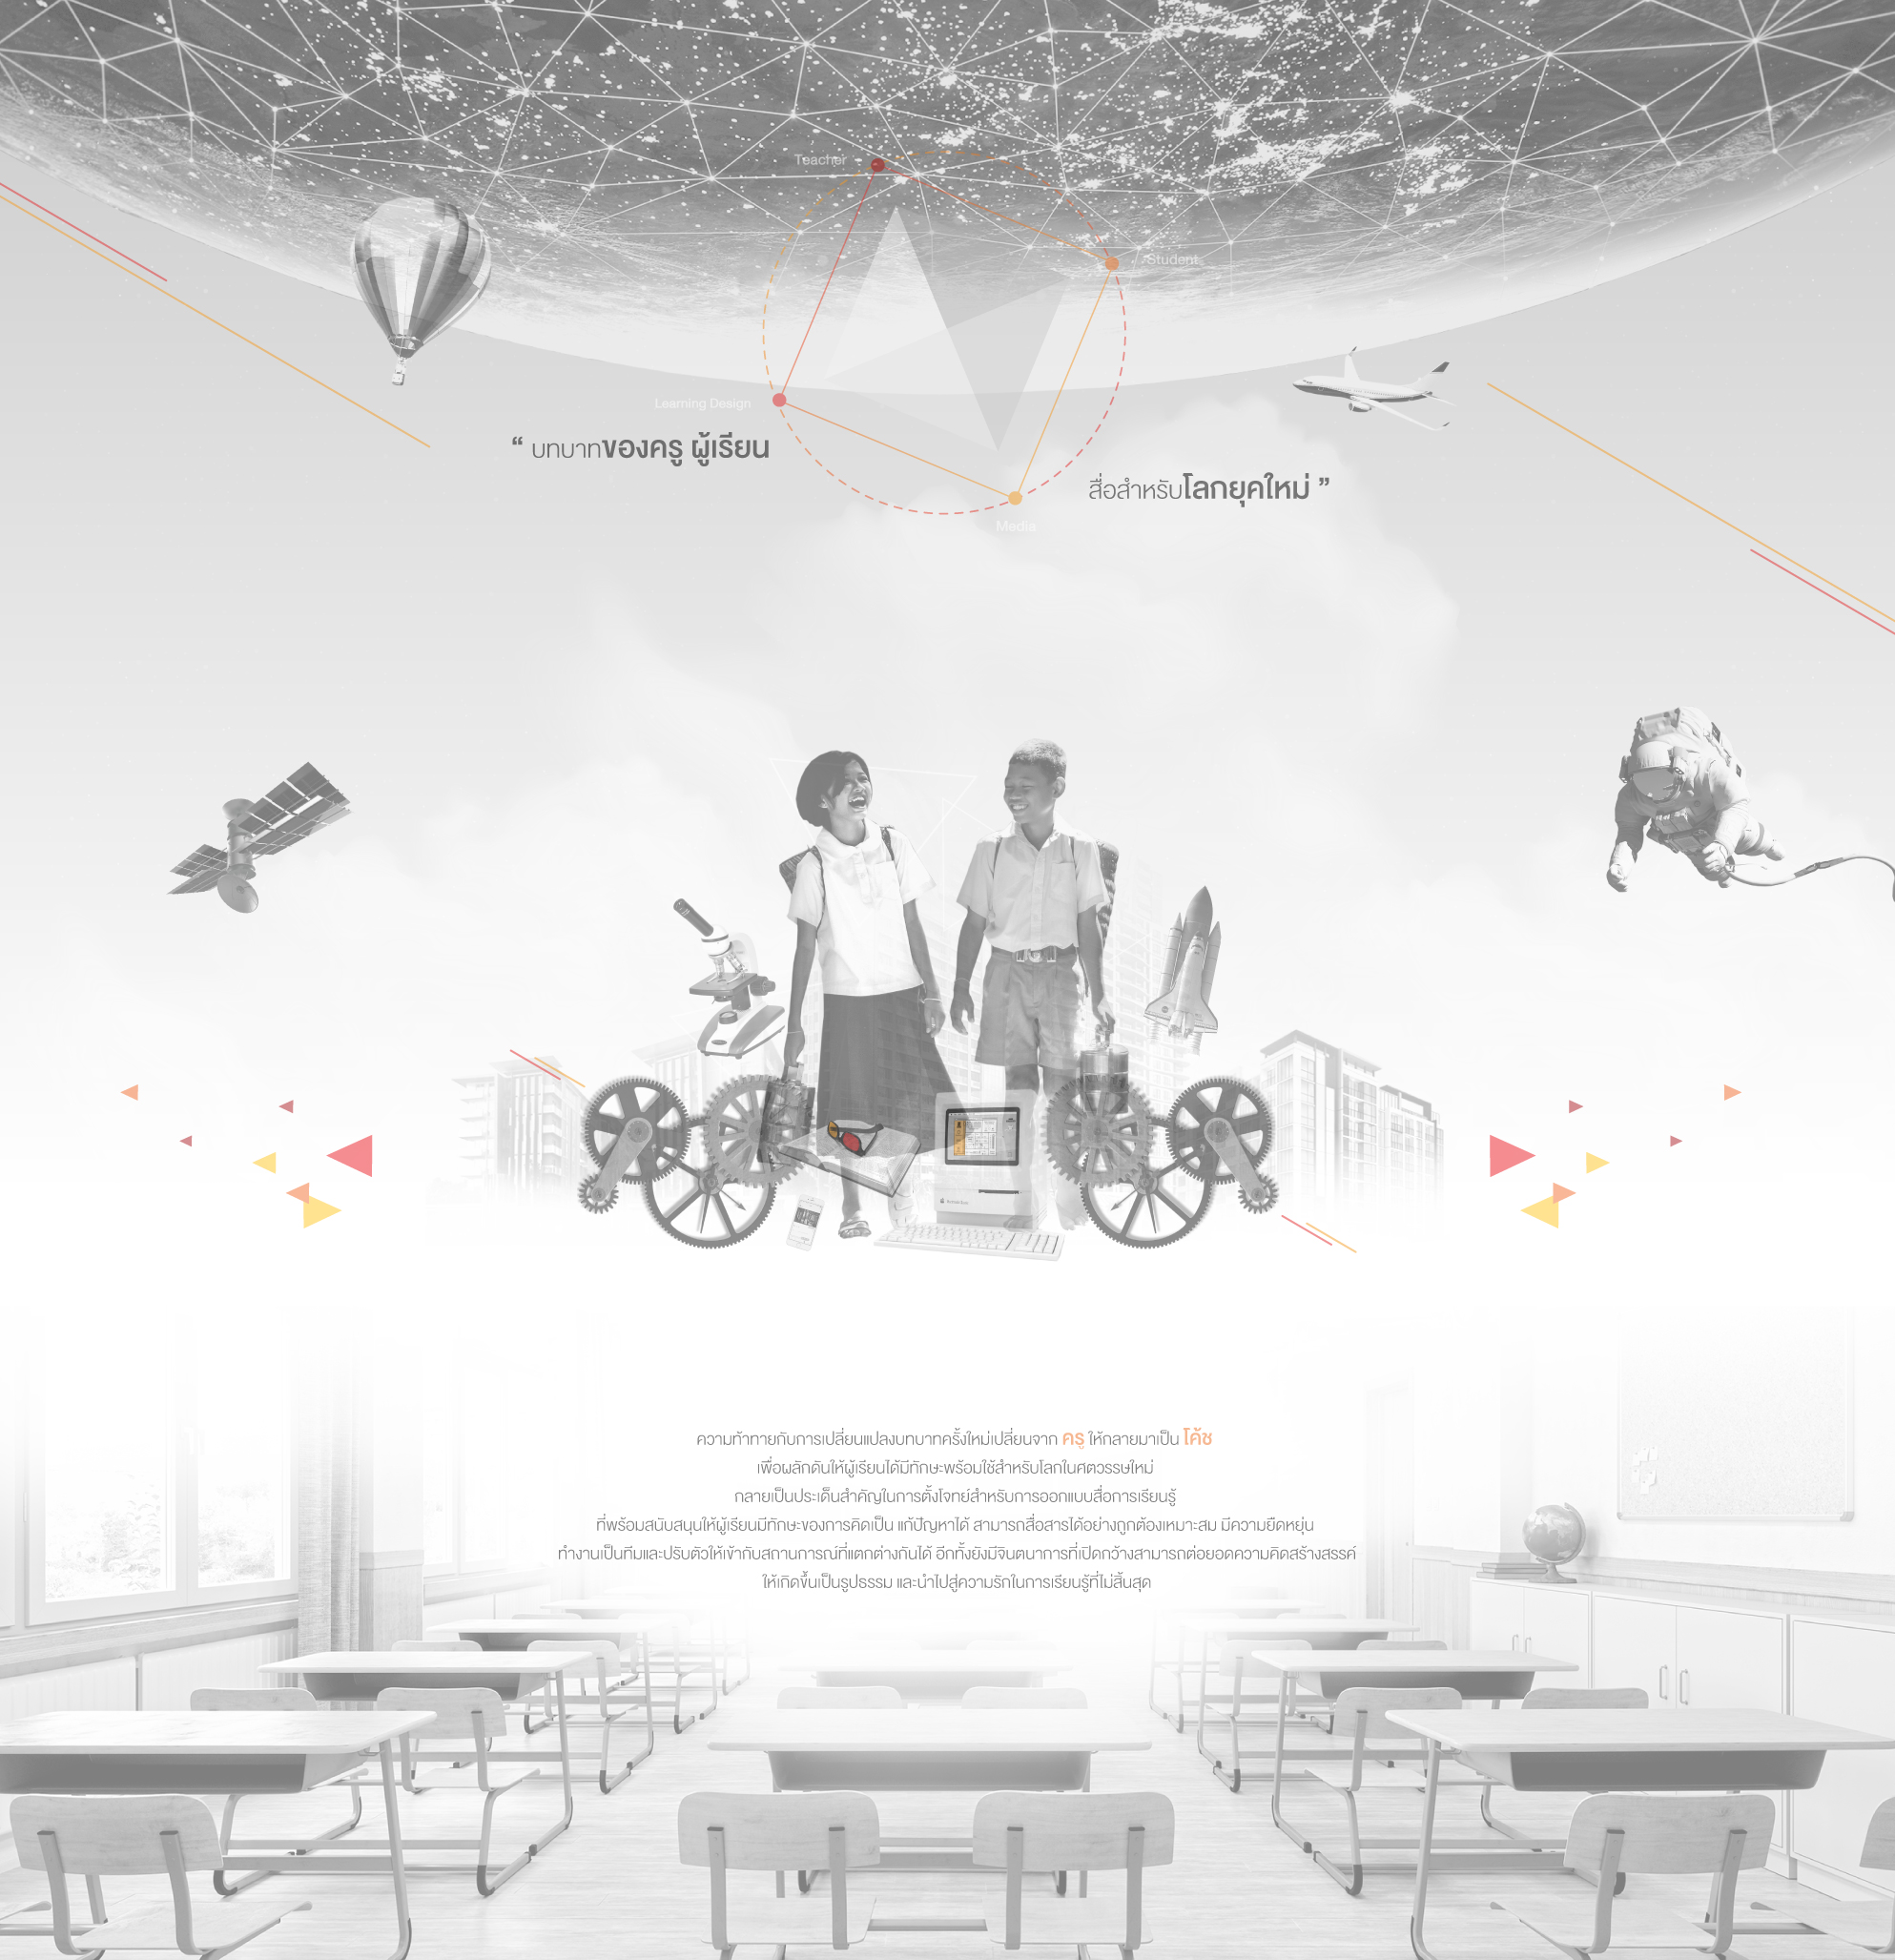 Teacher
Student
Learning Design
“ บทบาทของครู ผู้เรียน
สื่อสำหรับโลกยุคใหม่ ”
Media
ความท้าทายกับการเปลี่ยนแปลงบทบาทครั้งใหม่เปลี่ยนจาก ครู ให้กลายมาเป็น โค้ช
เพื่อผลักดันให้ผู้เรียนได้มีทักษะพร้อมใช้สำหรับโลกในศตวรรษใหม่
กลายเป็นประเด็นสำคัญในการตั้งโจทย์สำหรับการออกแบบสื่อการเรียนรู้
ที่พร้อมสนับสนุนให้ผู้เรียนมีทักษะของการคิดเป็น แก้ปัญหาได้ สามารถสื่อสารได้อย่างถูกต้องเหมาะสม มีความยืดหยุ่น
ทำงานเป็นทีมและปรับตัวให้เข้ากับสถานการณ์ที่แตกต่างกันได้ อีกทั้งยังมีจินตนาการที่เปิดกว้างสามารถต่อยอดความคิดสร้างสรรค์
ให้เกิดขึ้นเป็นรูปธรรม และนำไปสู่ความรักในการเรียนรู้ที่ไม่สิ้นสุด